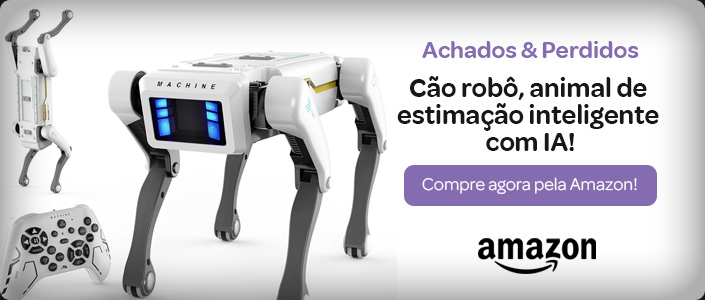 Achados & Perdidos
Cão robô, animal de
estimação inteligente
com IA!
Compre agora pela Amazon!
amazon
MACHINE